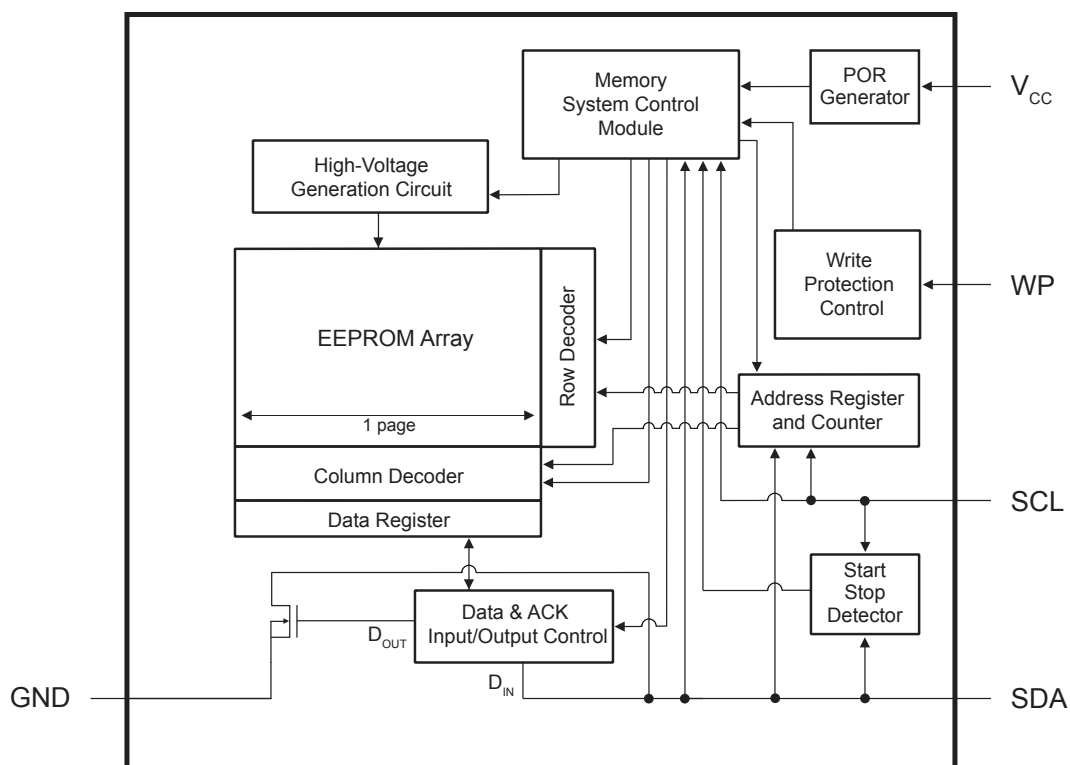 Memory
System Control
Module
POR
Generator
V_CC
High-Voltage
Generation Circuit
Write
Protection
Control
WP
EEPROM Array
Row Decoder
1 page
Address Register
and Counter
Column Decoder
Data Register
SCL
Start
Stop
Detector
Data & ACK
Input/Output Control
D_OUT
D_IN
GND
SDA